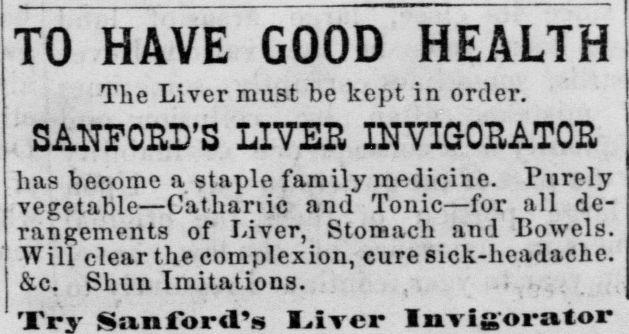 TO HAVE GOOD HEALTH
The Liver must be kept in order.
SANFORD'S LIVER INVIGORATOR
has become a staple family medicine. Purely
vegetable—Cathartic and Tonic—for all de-
rangements of Liver, Stomach and Bowels.
Will clear the complexion, cure sick-headache.
&c. Shun Imitations.
Try Sanford's Liver Invigorator